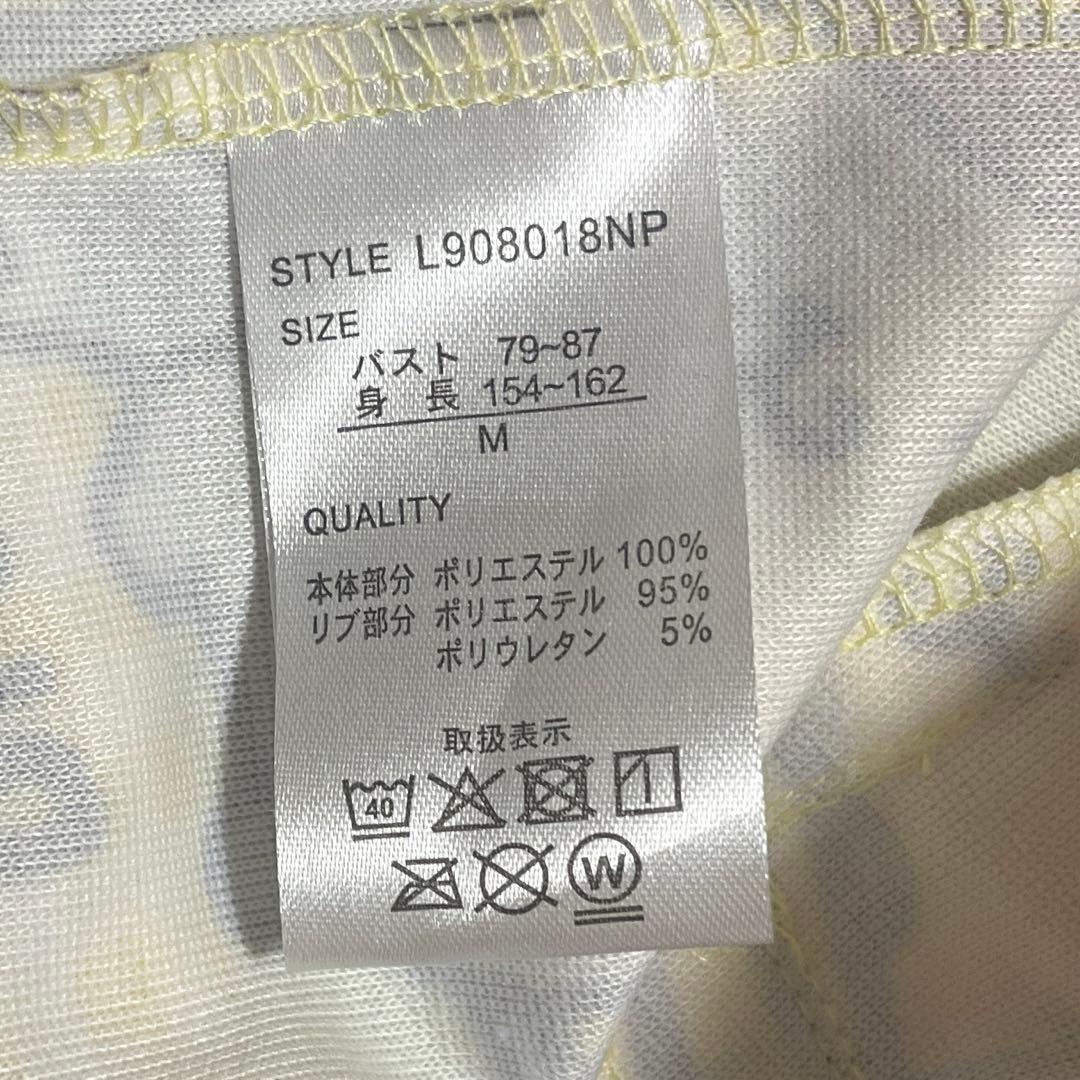 STYLE L908018NP
SIZE
バスト 79~87
身 長 154~162
M
QUALITY
本体部分 ポリエステル 100%
リブ部分 ポリエステル 95%
ポリウレタン 5%
取扱表示
40
W